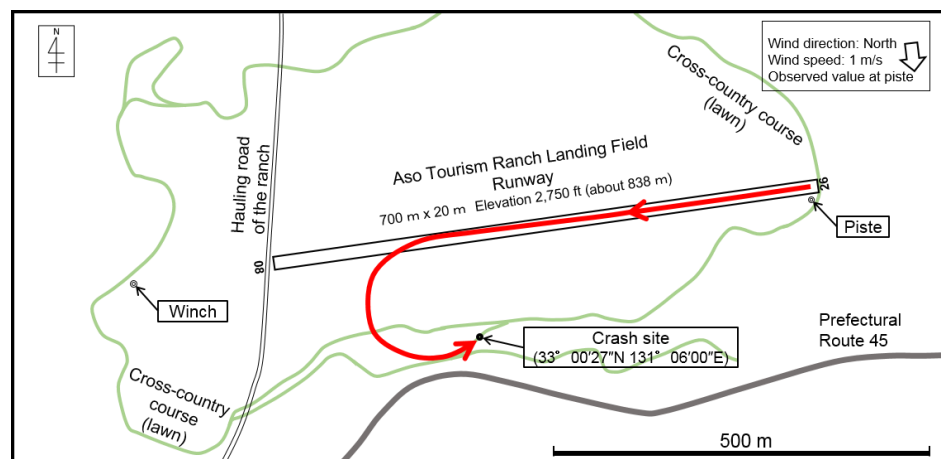 N
Wind direction: North
Wind speed: 1 m/s
Observed value at piste
Cross-country course
(lawn)
Hauling road
of the ranch
Aso Tourism Ranch Landing Field
Runway
700 m x 20 m Elevation 2,750 ft (about 838 m)
26
Piste
08
Winch
Crash site
(33° 00′27″N 131° 06′00″E)
Prefectural
Route 45
Cross-country
course
(lawn)
500 m